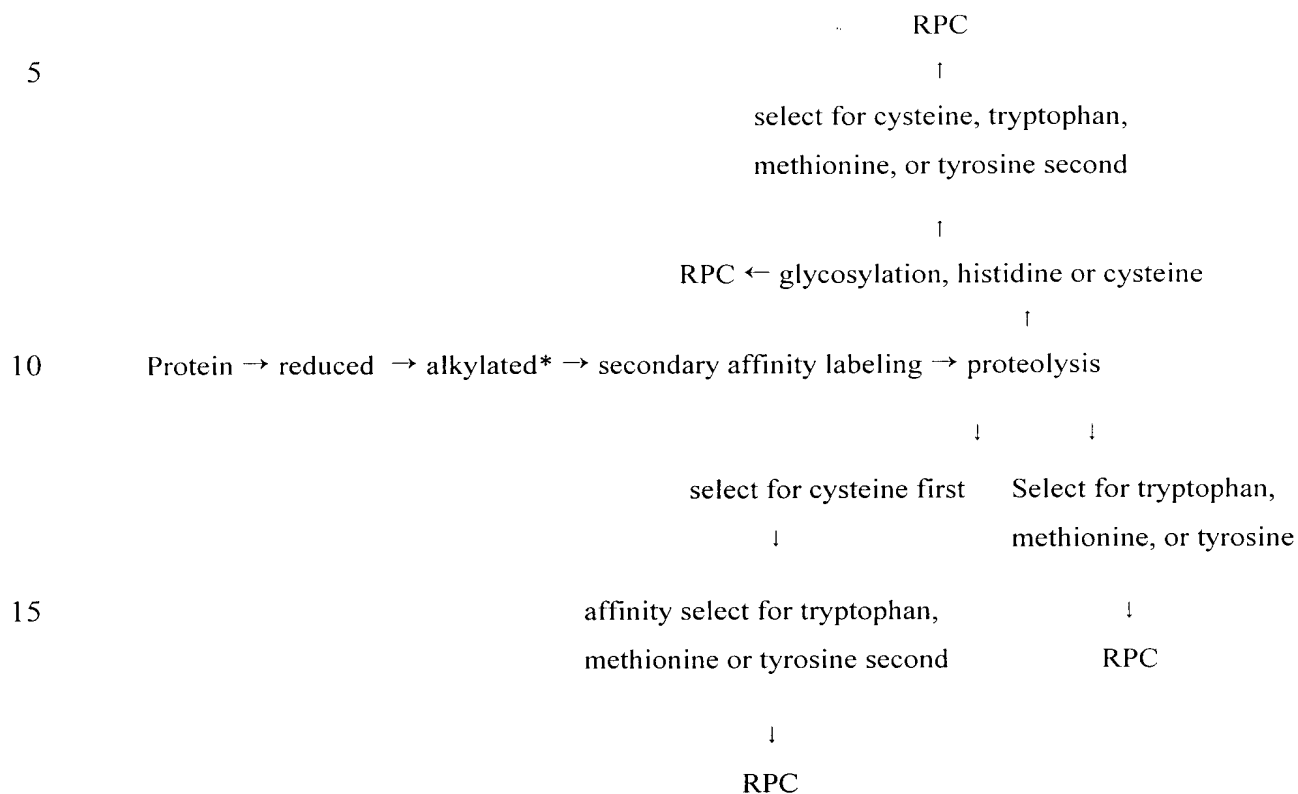 RPC
5 ↑
select for cysteine, tryptophan,
methionine, or tyrosine second
↑
RPC ← glycosylation, histidine or cysteine
↑
10 Protein → reduced → alkylated* → secondary affinity labeling → proteolysis
↓ ↓
select for cysteine first Select for tryptophan,
↓ methionine, or tyrosine
15 affinity select for tryptophan, ↓
methionine or tyrosine second RPC
↓
RPC